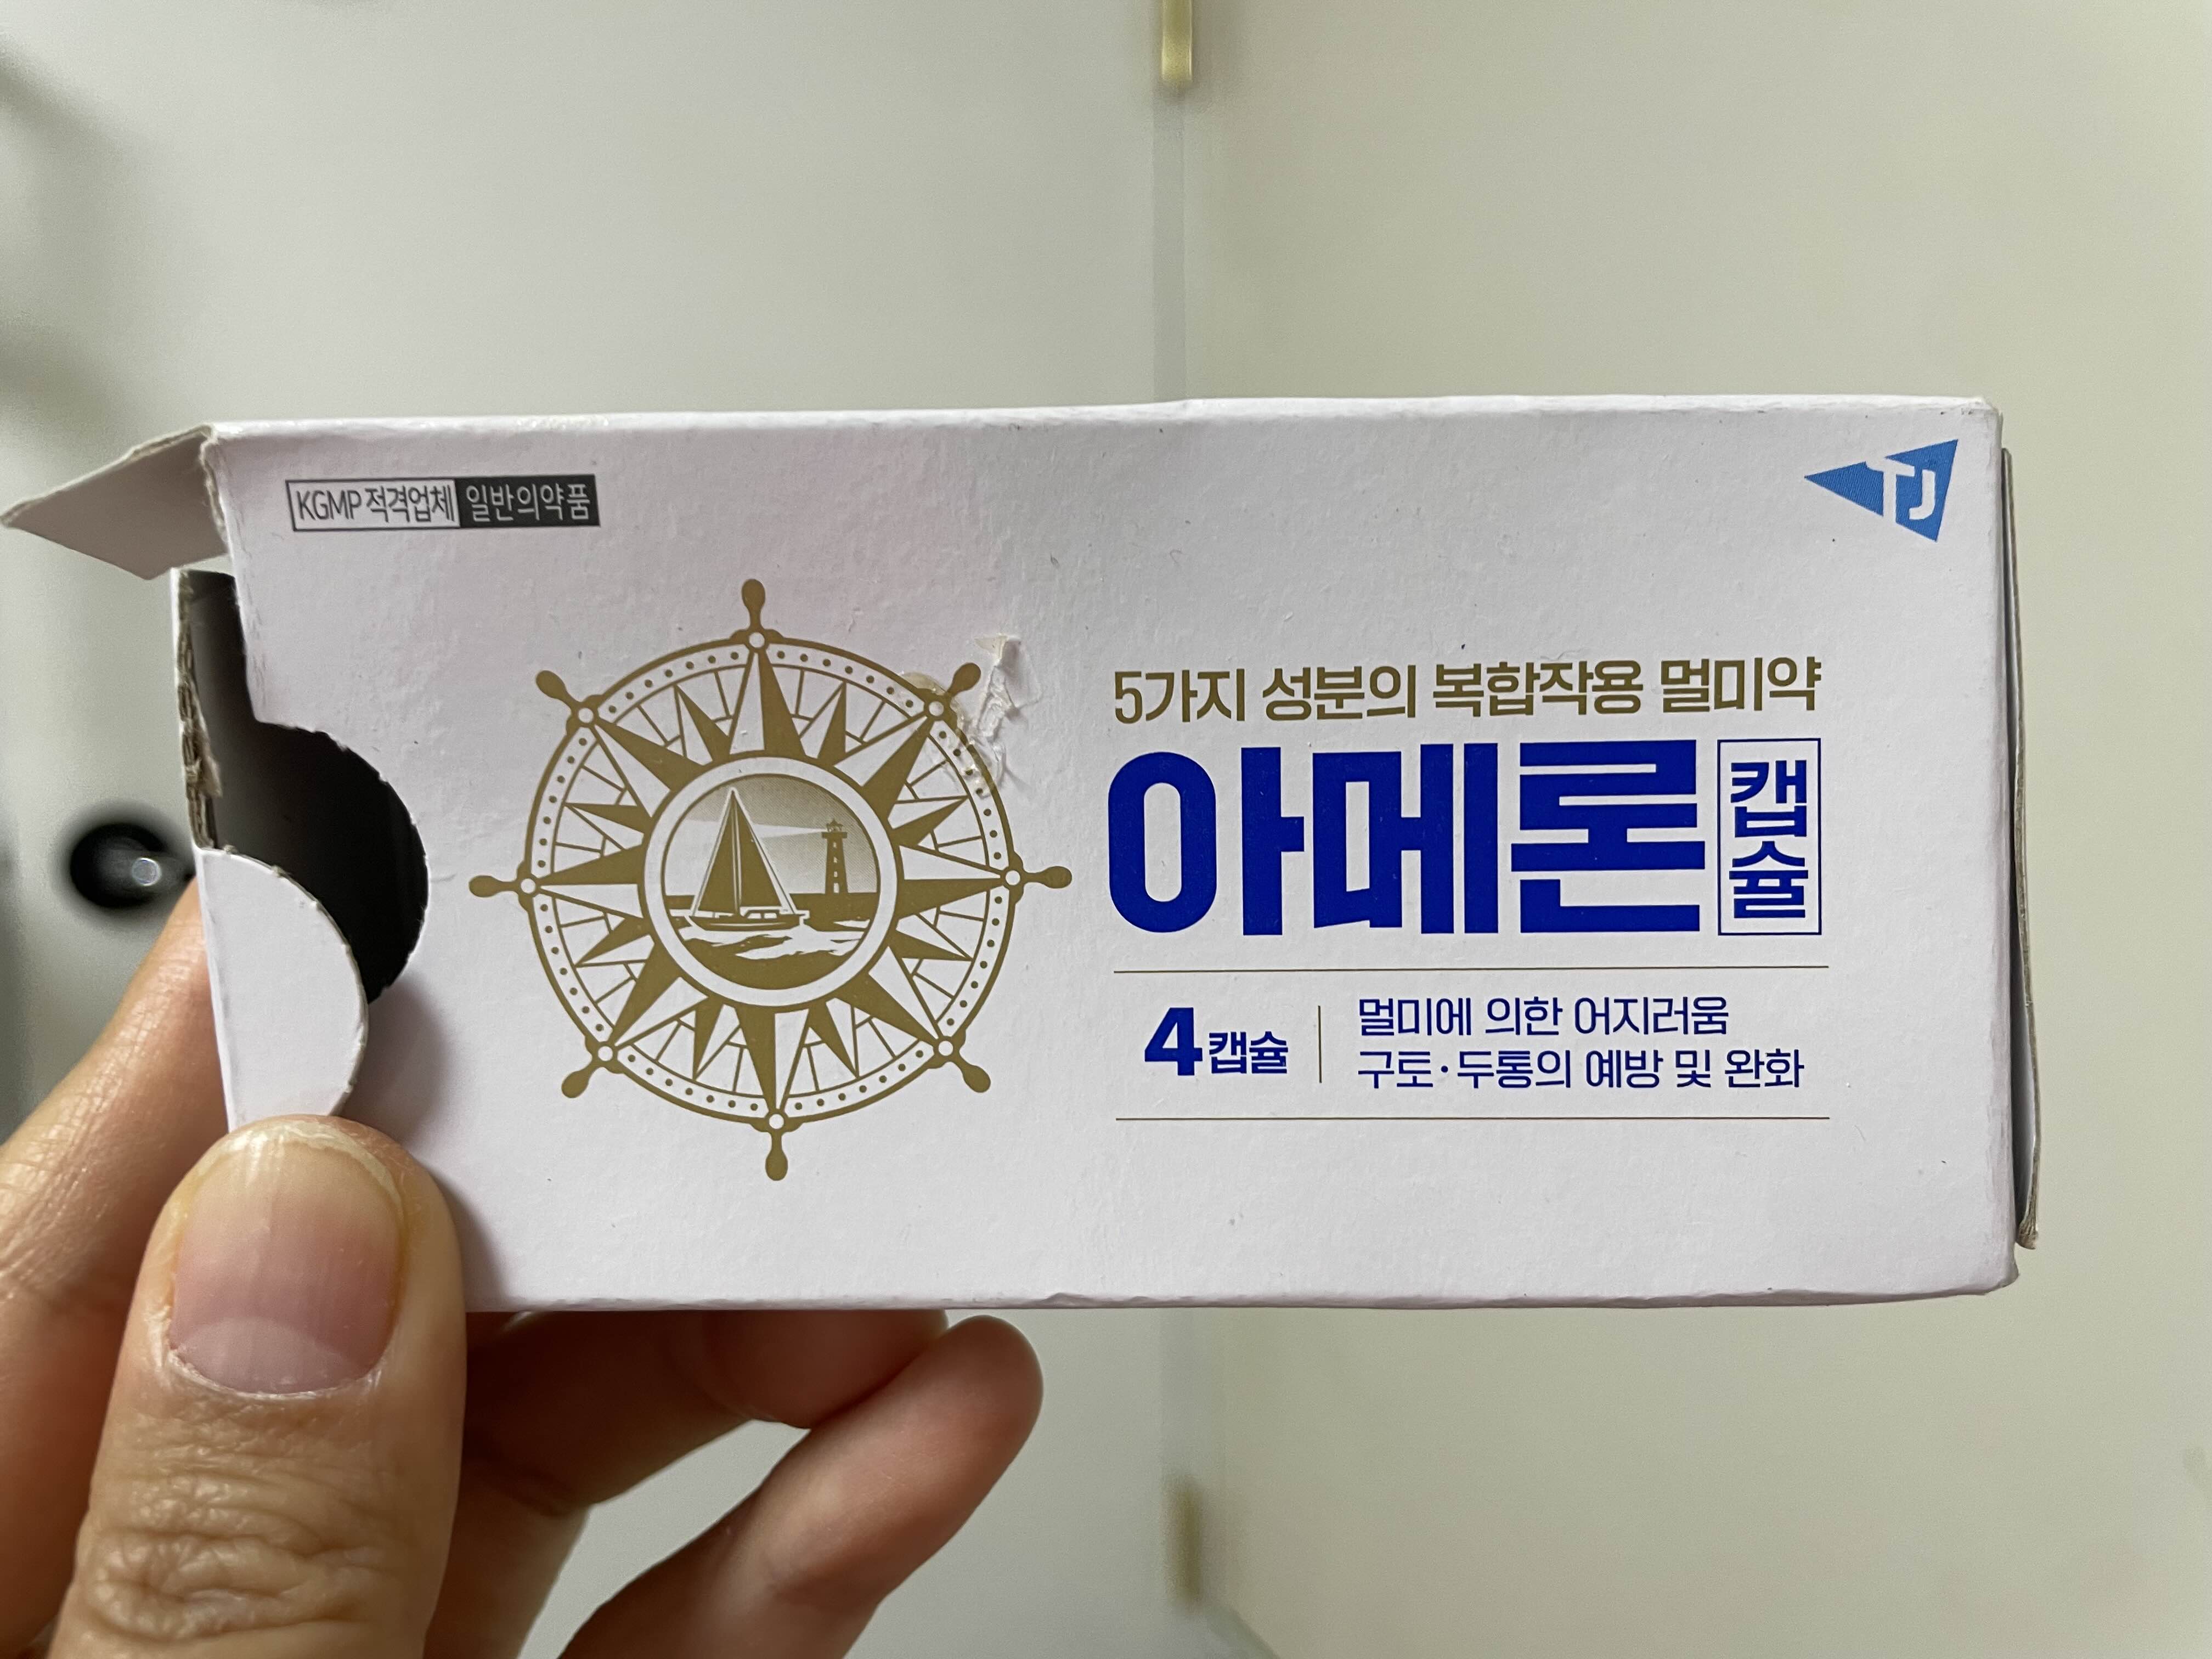 KGMP 적격업체 일반의약품
TJ
5가지 성분의 복합작용 멀미약
아메론 캡슐
4캡슐
멀미에 의한 어지러움
구토·두통의 예방 및 완화